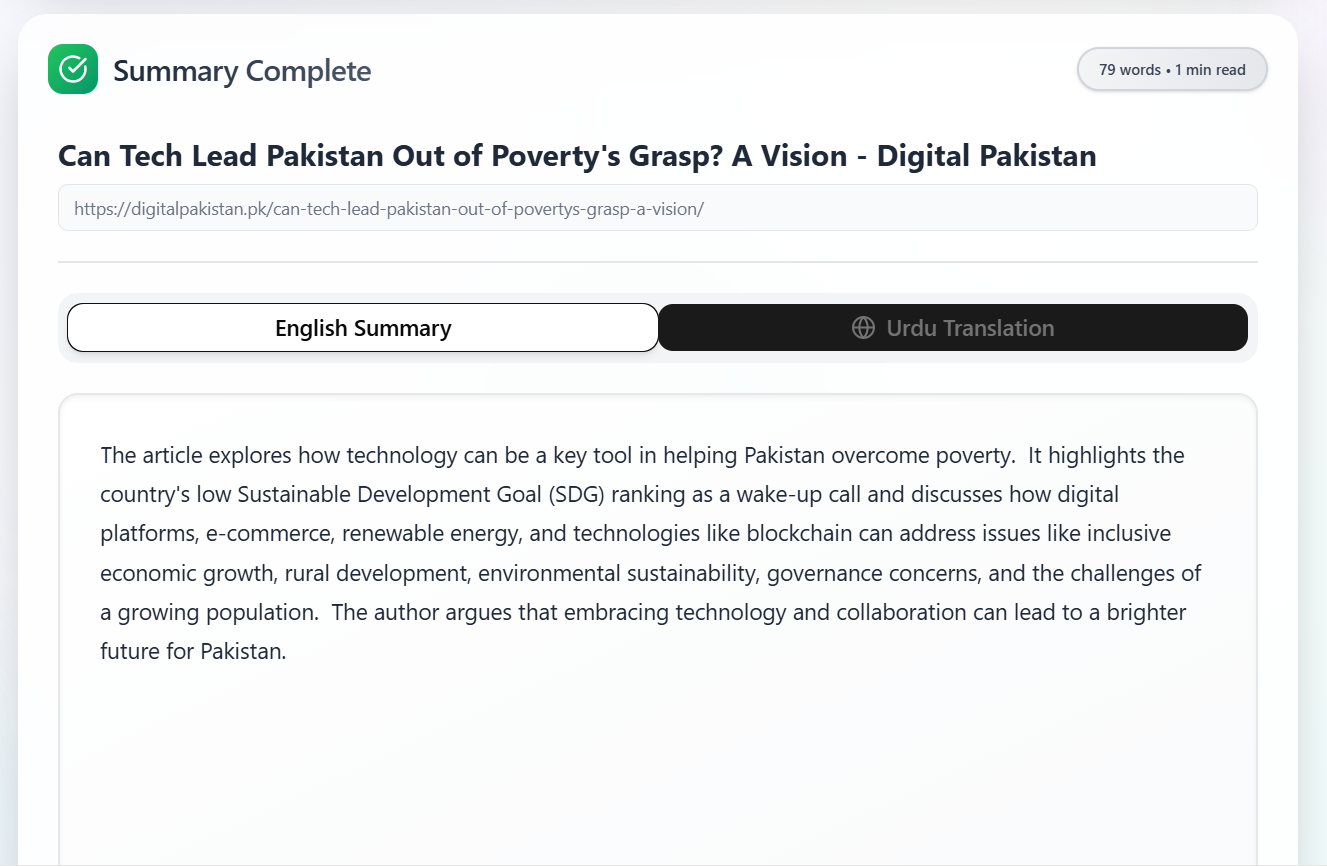 Summary Complete
79 words • 1 min read
Can Tech Lead Pakistan Out of Poverty's Grasp? A Vision - Digital Pakistan
https://digitalpakistan.pk/can-tech-lead-pakistan-out-of-povertys-grasp-a-vision/
English Summary
Urdu Translation
The article explores how technology can be a key tool in helping Pakistan overcome poverty.  It highlights the
country's low Sustainable Development Goal (SDG) ranking as a wake-up call and discusses how digital
platforms, e-commerce, renewable energy, and technologies like blockchain can address issues like inclusive
economic growth, rural development, environmental sustainability, governance concerns, and the challenges of
a growing population.  The author argues that embracing technology and collaboration can lead to a brighter
future for Pakistan.